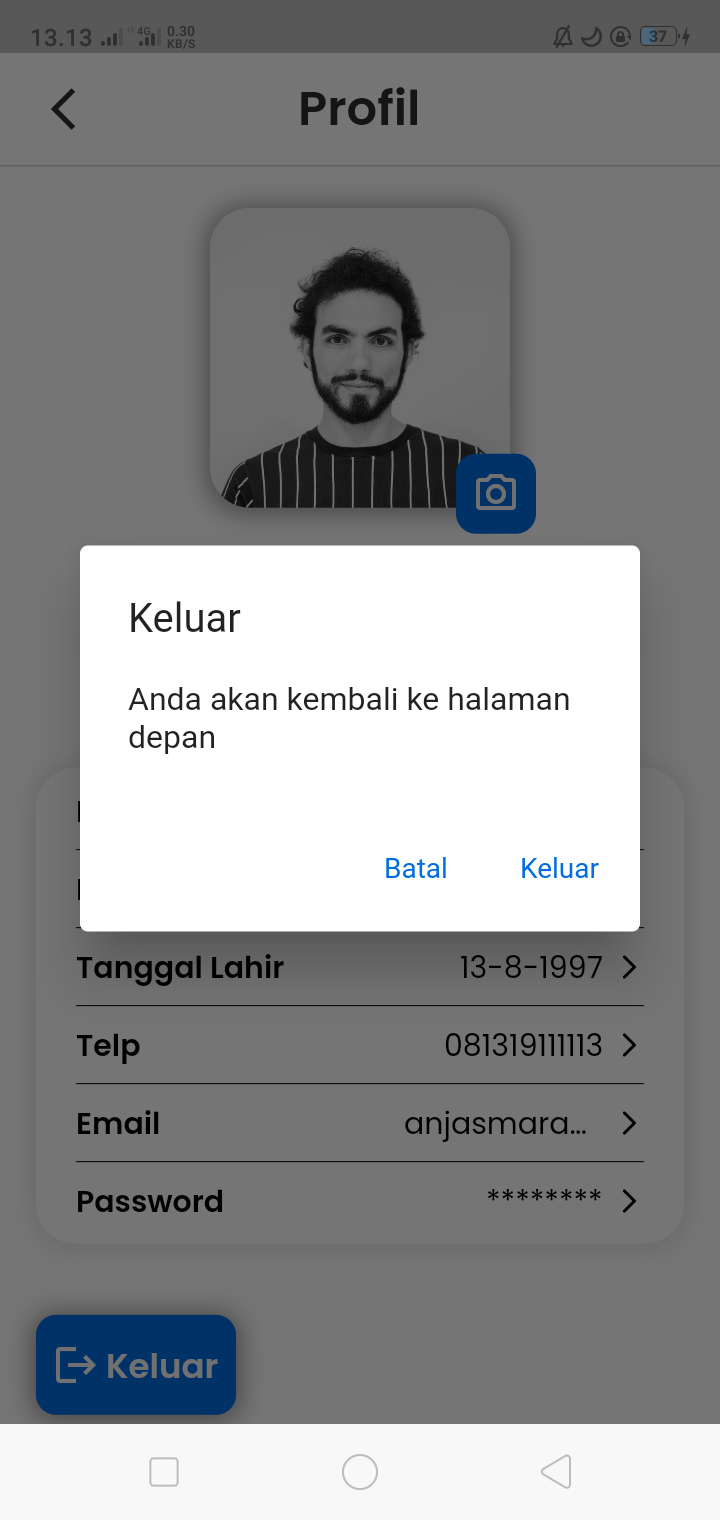 13.13 4G 0.30 KB/S 37
Profil
Keluar
Anda akan kembali ke halaman
depan
Batal Keluar
Tanggal Lahir 13-8-1997
Telp 081319111113
Email anjasmara...
Password ********
Keluar